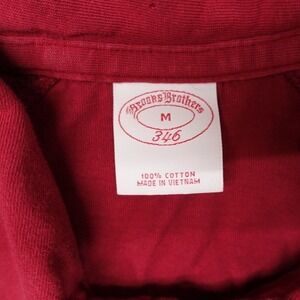 Brooks Brothers
M
346
100% COTTON
MADE IN VIETNAM